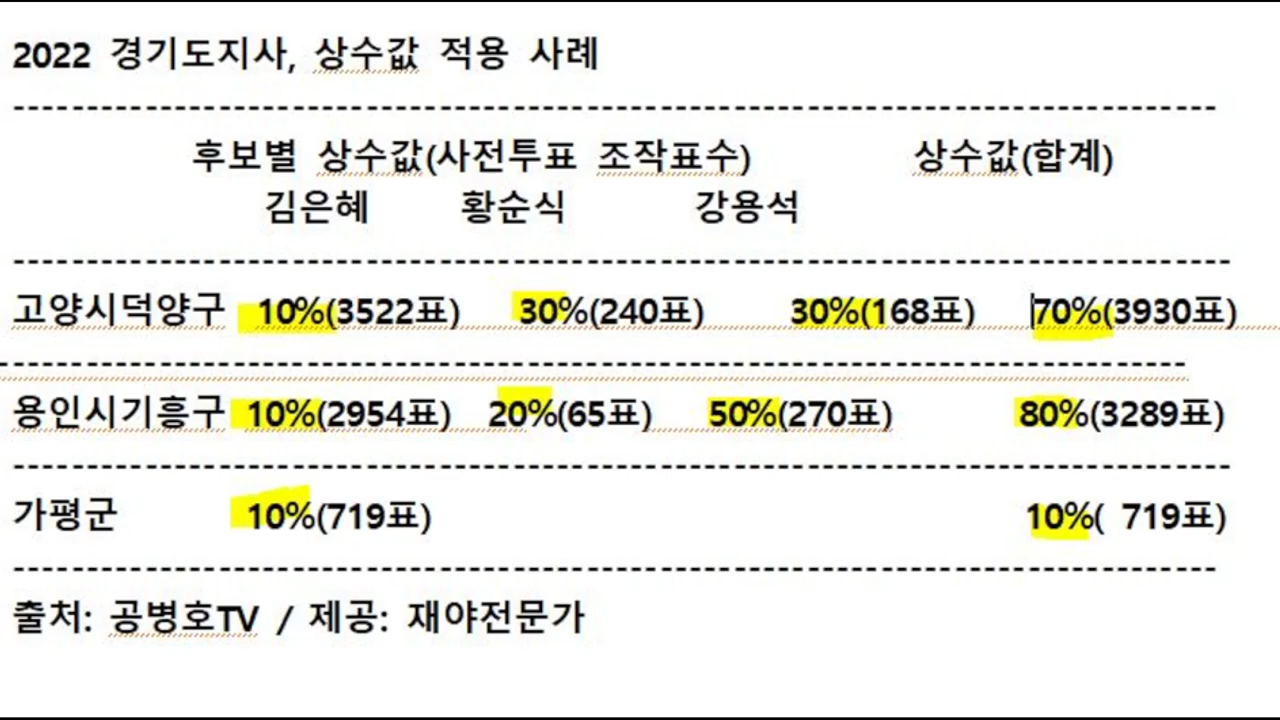 2022 경기도지사, 상수값 적용 사례
후보별 상수값(사전투표 조작표수) 상수값(합계)
김은혜 황순식 강용석
고양시덕양구 10%(3522표) 30%(240표) 30%(168표) 70%(3930표)
용인시기흥구 10%(2954표) 20%(65표) 50%(270표) 80%(3289표)
가평군 10%(719표) 10%( 719표)
출처: 공병호TV / 제공: 재야전문가